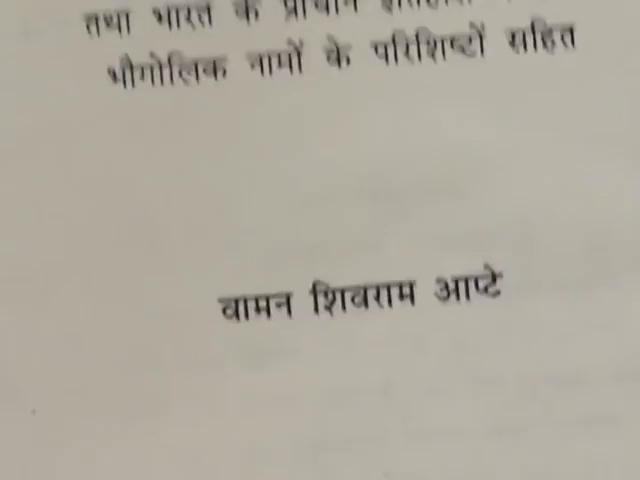 तथा भारत के प्राचीन
भौगोलिक नामों के परिशिष्टों सहित
वामन शिवराम आप्टे